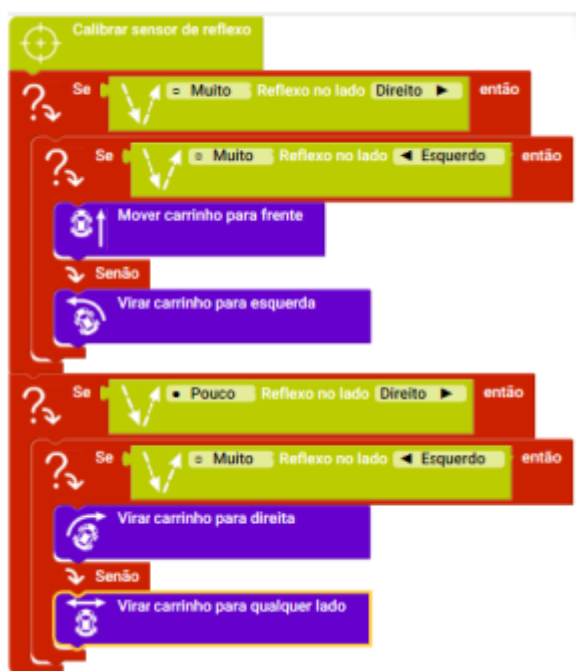 Calibrar sensor de reflexo
Se Muito Reflexo no lado Direito então
Se Muito Reflexo no lado Esquerdo então
Mover carrinho para frente
Senão
Virar carrinho para esquerda
Se Pouco Reflexo no lado Direito então
Se Muito Reflexo no lado Esquerdo então
Virar carrinho para direita
Senão
Virar carrinho para qualquer lado